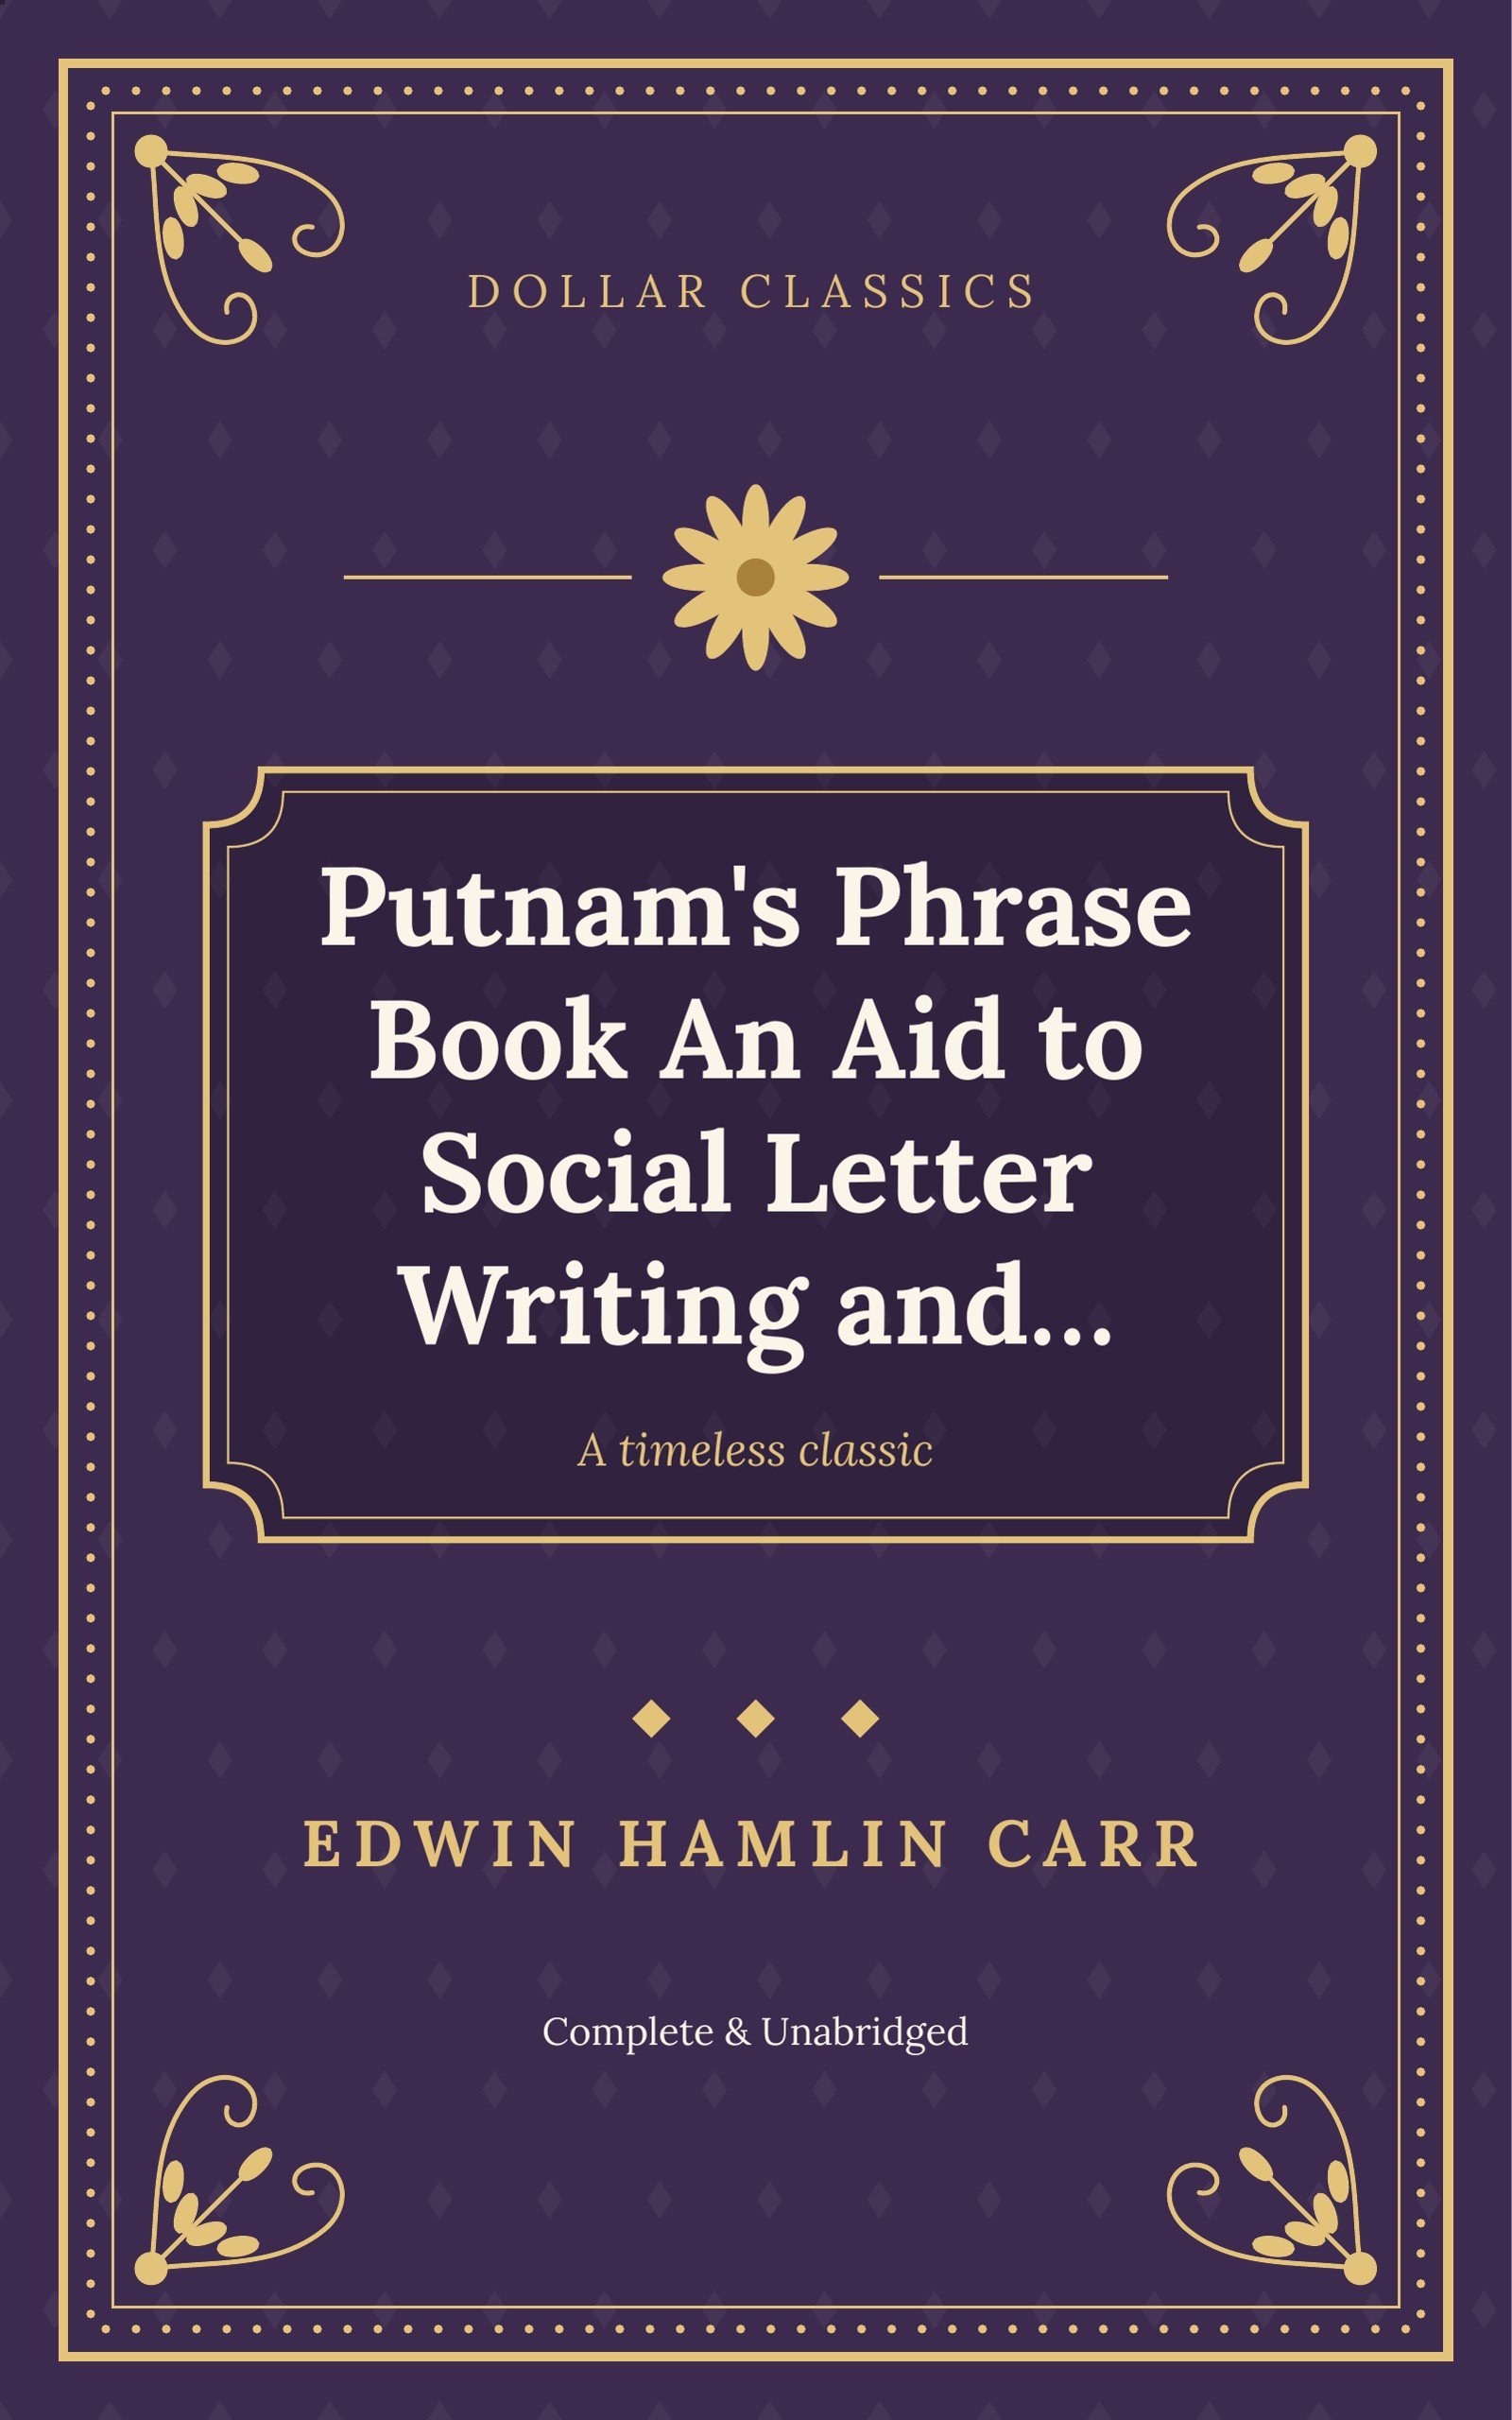 DOLLAR CLASSICS
Putnam's Phrase
Book An Aid to
Social Letter
Writing and...
A timeless classic
EDWIN HAMLIN CARR
Complete & Unabridged